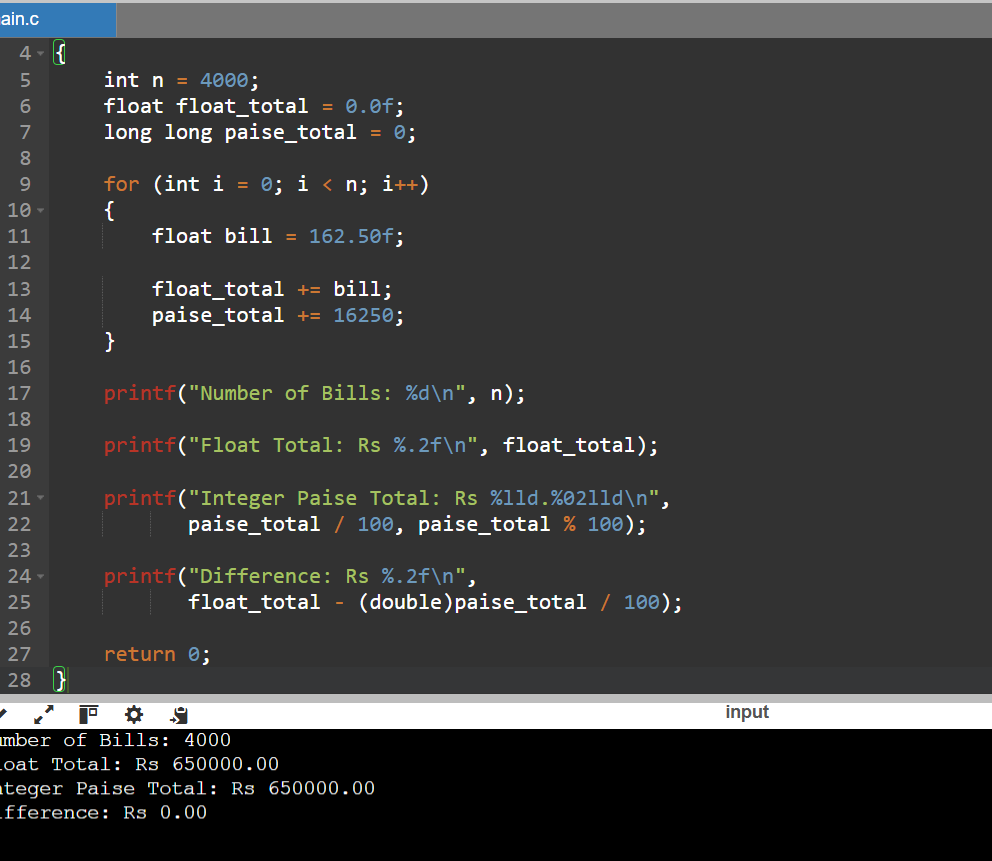 ain.c
4 {
5 int n = 4000;
6 float float_total = 0.0f;
7 long long paise_total = 0;
8
9 for (int i = 0; i < n; i++)
10 {
11 float bill = 162.50f;
12
13 float_total += bill;
14 paise_total += 16250;
15 }
16
17 printf("Number of Bills: %d\n", n);
18
19 printf("Float Total: Rs %.2f\n", float_total);
20
21 printf("Integer Paise Total: Rs %lld.%02lld\n",
22 paise_total / 100, paise_total % 100);
23
24 printf("Difference: Rs %.2f\n",
25 float_total - (double)paise_total / 100);
26
27 return 0;
28 }
input
mber of Bills: 4000
oat Total: Rs 650000.00
teger Paise Total: Rs 650000.00
fference: Rs 0.00